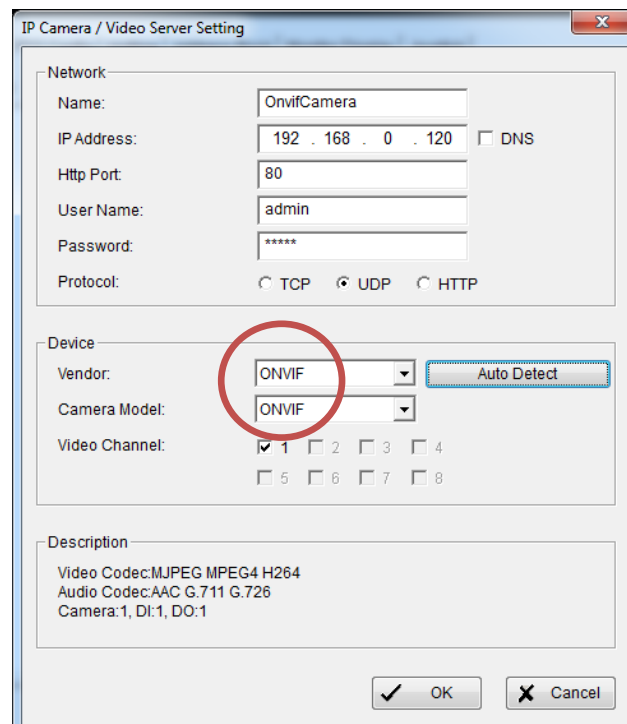 IP Camera / Video Server Setting
Network
Name: OnvifCamera
IP Address: 192 . 168 . 0 . 120 DNS
Http Port: 80
User Name: admin
Password: *****
Protocol: TCP UDP HTTP
Device
Vendor: ONVIF Auto Detect
Camera Model: ONVIF
Video Channel: 1 2 3 4
5 6 7 8
Description
Video Codec:MJPEG MPEG4 H264
Audio Codec:AAC G.711 G.726
Camera:1, DI:1, DO:1
OK Cancel